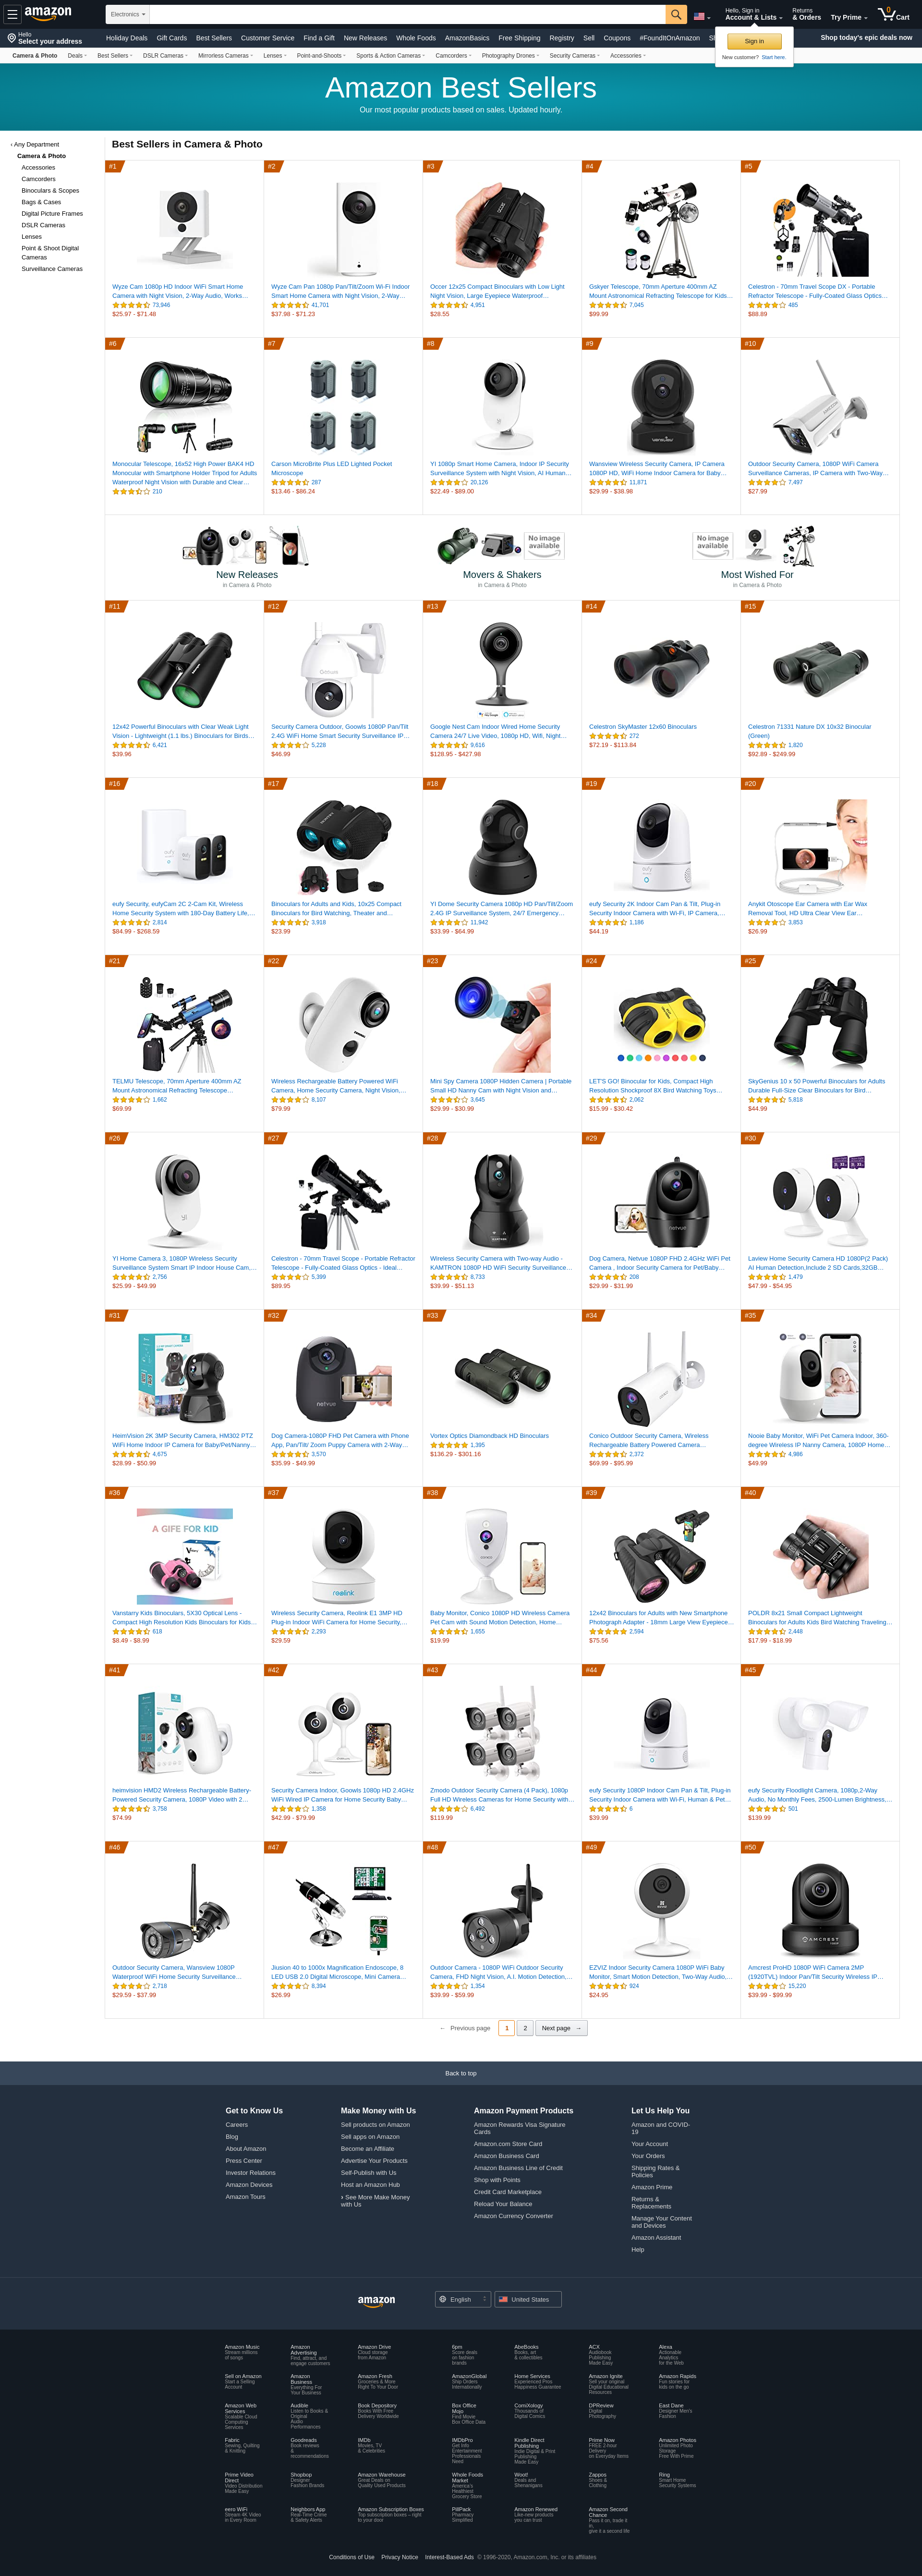 amazon
Electronics
Hello, Sign in
Account & Lists
Returns
& Orders
Try Prime
0
Cart
Hello
Select your address
Holiday Deals
Gift Cards
Best Sellers
Customer Service
Find a Gift
New Releases
Whole Foods
AmazonBasics
Free Shipping
Registry
Sell
Coupons
#FoundItOnAmazon
Shop today's epic deals now
Sign in
New customer? Start here.
Camera & Photo
Deals
Best Sellers
DSLR Cameras
Mirrorless Cameras
Lenses
Point-and-Shoots
Sports & Action Cameras
Camcorders
Photography Drones
Security Cameras
Accessories
Amazon Best Sellers
Our most popular products based on sales. Updated hourly.
‹ Any Department
Camera & Photo
Accessories
Camcorders
Binoculars & Scopes
Bags & Cases
Digital Picture Frames
DSLR Cameras
Lenses
Point & Shoot Digital
Cameras
Surveillance Cameras
Best Sellers in Camera & Photo
#1
Wyze Cam 1080p HD Indoor WiFi Smart Home
Camera with Night Vision, 2-Way Audio, Works…
73,946
$25.97 - $71.48
#2
Wyze Cam Pan 1080p Pan/Tilt/Zoom Wi-Fi Indoor
Smart Home Camera with Night Vision, 2-Way…
41,701
$37.98 - $71.23
#3
Occer 12x25 Compact Binoculars with Low Light
Night Vision, Large Eyepiece Waterproof…
4,951
$28.55
#4
Gskyer Telescope, 70mm Aperture 400mm AZ
Mount Astronomical Refracting Telescope for Kids…
7,045
$99.99
#5
Celestron - 70mm Travel Scope DX - Portable
Refractor Telescope - Fully-Coated Glass Optics…
485
$88.89
#6
Monocular Telescope, 16x52 High Power BAK4 HD
Monocular with Smartphone Holder Tripod for Adults
Waterproof Night Vision with Durable and Clear…
210
#7
Carson MicroBrite Plus LED Lighted Pocket
Microscope
287
$13.46 - $86.24
#8
YI 1080p Smart Home Camera, Indoor IP Security
Surveillance System with Night Vision, AI Human…
20,126
$22.49 - $89.00
#9
Wansview Wireless Security Camera, IP Camera
1080P HD, WiFi Home Indoor Camera for Baby…
11,871
$29.99 - $38.98
#10
Outdoor Security Camera, 1080P WiFi Camera
Surveillance Cameras, IP Camera with Two-Way…
7,497
$27.99
New Releases
in Camera & Photo
No image
available
Movers & Shakers
in Camera & Photo
No image
available
Most Wished For
in Camera & Photo
#11
12x42 Powerful Binoculars with Clear Weak Light
Vision - Lightweight (1.1 lbs.) Binoculars for Birds…
6,421
$39.96
#12
Security Camera Outdoor, Goowls 1080P Pan/Tilt
2.4G WiFi Home Smart Security Surveillance IP…
5,228
$46.99
#13
Google Nest Cam Indoor Wired Home Security
Camera 24/7 Live Video, 1080p HD, Wifi, Night…
9,616
$128.95 - $427.98
#14
Celestron SkyMaster 12x60 Binoculars
272
$72.19 - $113.84
#15
Celestron 71331 Nature DX 10x32 Binocular
(Green)
1,820
$92.89 - $249.99
#16
eufy Security, eufyCam 2C 2-Cam Kit, Wireless
Home Security System with 180-Day Battery Life,…
2,814
$84.99 - $268.59
#17
Binoculars for Adults and Kids, 10x25 Compact
Binoculars for Bird Watching, Theater and…
3,918
$23.99
#18
YI Dome Security Camera 1080p HD Pan/Tilt/Zoom
2.4G IP Surveillance System, 24/7 Emergency…
11,942
$33.99 - $64.99
#19
eufy Security 2K Indoor Cam Pan & Tilt, Plug-in
Security Indoor Camera with Wi-Fi, IP Camera,…
1,186
$44.19
#20
Anykit Otoscope Ear Camera with Ear Wax
Removal Tool, HD Ultra Clear View Ear…
3,853
$26.99
#21
TELMU Telescope, 70mm Aperture 400mm AZ
Mount Astronomical Refracting Telescope…
1,662
$69.99
#22
Wireless Rechargeable Battery Powered WiFi
Camera, Home Security Camera, Night Vision,…
8,107
$79.99
#23
Mini Spy Camera 1080P Hidden Camera | Portable
Small HD Nanny Cam with Night Vision and…
3,645
$29.99 - $30.99
#24
LET'S GO! Binocular for Kids, Compact High
Resolution Shockproof 8X Bird Watching Toys…
2,062
$15.99 - $30.42
#25
SkyGenius 10 x 50 Powerful Binoculars for Adults
Durable Full-Size Clear Binoculars for Bird…
5,818
$44.99
#26
YI Home Camera 3, 1080P Wireless Security
Surveillance System Smart IP Indoor House Cam,…
2,756
$25.99 - $49.99
#27
Celestron - 70mm Travel Scope - Portable Refractor
Telescope - Fully-Coated Glass Optics - Ideal…
5,399
$89.95
#28
Wireless Security Camera with Two-way Audio -
KAMTRON 1080P HD WiFi Security Surveillance…
8,733
$39.99 - $51.13
#29
Dog Camera, Netvue 1080P FHD 2.4GHz WiFi Pet
Camera , Indoor Security Camera for Pet/Baby…
208
$29.99 - $31.99
#30
Laview Home Security Camera HD 1080P(2 Pack)
AI Human Detection,Include 2 SD Cards,32GB…
1,479
$47.99 - $54.95
#31
HeimVision 2K 3MP Security Camera, HM302 PTZ
WiFi Home Indoor IP Camera for Baby/Pet/Nanny…
4,675
$28.99 - $50.99
#32
netvue
Dog Camera-1080P FHD Pet Camera with Phone
App, Pan/Tilt/ Zoom Puppy Camera with 2-Way…
3,570
$35.99 - $49.99
#33
Vortex Optics Diamondback HD Binoculars
1,395
$136.29 - $301.16
#34
Conico Outdoor Security Camera, Wireless
Rechargeable Battery Powered Camera…
2,372
$69.99 - $95.99
#35
Nooie Baby Monitor, WiFi Pet Camera Indoor, 360-
degree Wireless IP Nanny Camera, 1080P Home…
4,986
$49.99
#36
A GIFE FOR KID
Vanstarry Kids Binoculars, 5X30 Optical Lens -
Compact High Resolution Kids Binoculars for Kids…
618
$8.49 - $8.99
#37
reolink
Wireless Security Camera, Reolink E1 3MP HD
Plug-in Indoor WiFi Camera for Home Security,…
2,293
$29.59
#38
Baby Monitor, Conico 1080P HD Wireless Camera
Pet Cam with Sound Motion Detection, Home…
1,655
$19.99
#39
12x42 Binoculars for Adults with New Smartphone
Photograph Adapter - 18mm Large View Eyepiece…
2,594
$75.56
#40
POLDR 8x21 Small Compact Lightweight
Binoculars for Adults Kids Bird Watching Traveling…
2,448
$17.99 - $18.99
#41
heimvision HMD2 Wireless Rechargeable Battery-
Powered Security Camera, 1080P Video with 2…
3,758
$74.99
#42
Security Camera Indoor, Goowls 1080p HD 2.4GHz
WiFi Wired IP Camera for Home Security Baby…
1,358
$42.99 - $79.99
#43
Zmodo Outdoor Security Camera (4 Pack), 1080p
Full HD Wireless Cameras for Home Security with…
6,492
$119.99
#44
eufy Security 1080P Indoor Cam Pan & Tilt, Plug-in
Security Indoor Camera with Wi-Fi, Human & Pet…
6
$39.99
#45
eufy Security Floodlight Camera, 1080p,2-Way
Audio, No Monthly Fees, 2500-Lumen Brightness,…
501
$139.99
#46
Outdoor Security Camera, Wansview 1080P
Waterproof WiFi Home Security Surveillance…
2,718
$29.59 - $37.99
#47
Jiusion 40 to 1000x Magnification Endoscope, 8
LED USB 2.0 Digital Microscope, Mini Camera…
8,394
$26.99
#48
Outdoor Camera - 1080P WiFi Outdoor Security
Camera, FHD Night Vision, A.I. Motion Detection,…
1,354
$39.99 - $59.99
#49
EZVIZ Indoor Security Camera 1080P WiFi Baby
Monitor, Smart Motion Detection, Two-Way Audio,…
924
$24.95
#50
AMCREST
Amcrest ProHD 1080P WiFi Camera 2MP
(1920TVL) Indoor Pan/Tilt Security Wireless IP…
15,220
$39.99 - $99.99
← Previous page
1
2
Next page →
Back to top
Get to Know Us
Careers
Blog
About Amazon
Press Center
Investor Relations
Amazon Devices
Amazon Tours
Make Money with Us
Sell products on Amazon
Sell apps on Amazon
Become an Affiliate
Advertise Your Products
Self-Publish with Us
Host an Amazon Hub
› See More Make Money
with Us
Amazon Payment Products
Amazon Rewards Visa Signature
Cards
Amazon.com Store Card
Amazon Business Card
Amazon Business Line of Credit
Shop with Points
Credit Card Marketplace
Reload Your Balance
Amazon Currency Converter
Let Us Help You
Amazon and COVID-
19
Your Account
Your Orders
Shipping Rates &
Policies
Amazon Prime
Returns &
Replacements
Manage Your Content
and Devices
Amazon Assistant
Help
amazon
English
United States
Amazon Music
Stream millions
of songs
Amazon
Advertising
Find, attract, and
engage customers
Amazon Drive
Cloud storage
from Amazon
6pm
Score deals
on fashion
brands
AbeBooks
Books, art
& collectibles
ACX
Audiobook
Publishing
Made Easy
Alexa
Actionable
Analytics
for the Web
Sell on Amazon
Start a Selling
Account
Amazon
Business
Everything For
Your Business
Amazon Fresh
Groceries & More
Right To Your Door
AmazonGlobal
Ship Orders
Internationally
Home Services
Experienced Pros
Happiness Guarantee
Amazon Ignite
Sell your original
Digital Educational
Resources
Amazon Rapids
Fun stories for
kids on the go
Amazon Web
Services
Scalable Cloud
Computing
Services
Audible
Listen to Books &
Original
Audio
Performances
Book Depository
Books With Free
Delivery Worldwide
Box Office
Mojo
Find Movie
Box Office Data
ComiXology
Thousands of
Digital Comics
DPReview
Digital
Photography
East Dane
Designer Men's
Fashion
Fabric
Sewing, Quilting
& Knitting
Goodreads
Book reviews
&
recommendations
IMDb
Movies, TV
& Celebrities
IMDbPro
Get Info
Entertainment
Professionals
Need
Kindle Direct
Publishing
Indie Digital & Print
Publishing
Made Easy
Prime Now
FREE 2-hour
Delivery
on Everyday Items
Amazon Photos
Unlimited Photo
Storage
Free With Prime
Prime Video
Direct
Video Distribution
Made Easy
Shopbop
Designer
Fashion Brands
Amazon Warehouse
Great Deals on
Quality Used Products
Whole Foods
Market
America's
Healthiest
Grocery Store
Woot!
Deals and
Shenanigans
Zappos
Shoes &
Clothing
Ring
Smart Home
Security Systems
eero WiFi
Stream 4K Video
in Every Room
Neighbors App
Real-Time Crime
& Safety Alerts
Amazon Subscription Boxes
Top subscription boxes – right
to your door
PillPack
Pharmacy
Simplified
Amazon Renewed
Like-new products
you can trust
Amazon Second
Chance
Pass it on, trade it
in,
give it a second life
Conditions of Use Privacy Notice Interest-Based Ads © 1996-2020, Amazon.com, Inc. or its affiliates